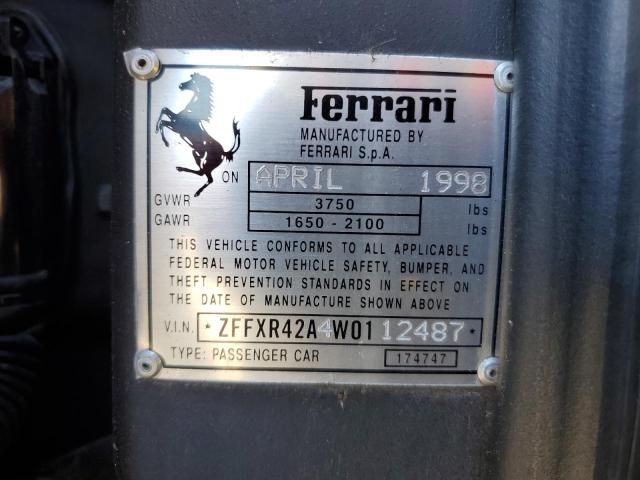 Ferrari
MANUFACTURED BY
FERRARI S.p.A.
ON APRIL 1998
GVWR 3750 lbs
GAWR 1650 - 2100 lbs
THIS VEHICLE CONFORMS TO ALL APPLICABLE
FEDERAL MOTOR VEHICLE SAFETY, BUMPER, AND
THEFT PREVENTION STANDARDS IN EFFECT ON
THE DATE OF MANUFACTURE SHOWN ABOVE
V.I.N. * ZFFXR42A4W0112487 *
TYPE: PASSENGER CAR 174747